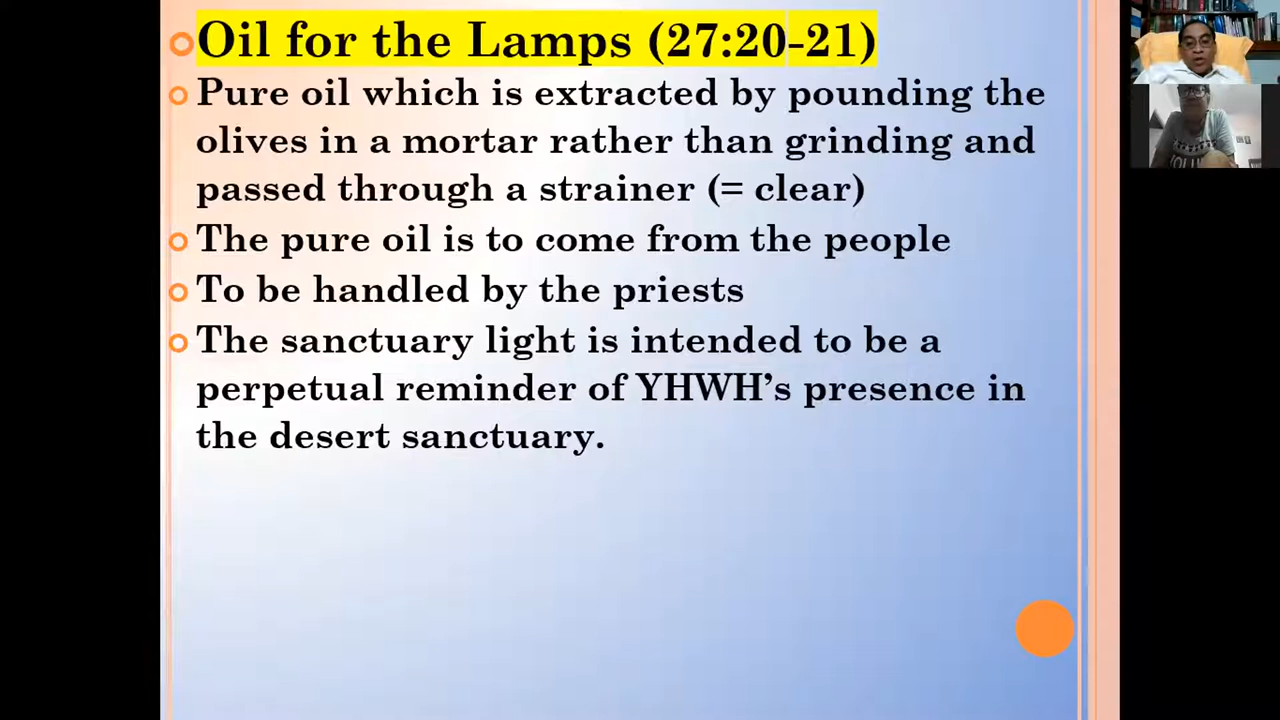 Oil for the Lamps (27:20-21)
Pure oil which is extracted by pounding the
olives in a mortar rather than grinding and
passed through a strainer (= clear)
The pure oil is to come from the people
To be handled by the priests
The sanctuary light is intended to be a
perpetual reminder of YHWH’s presence in
the desert sanctuary.